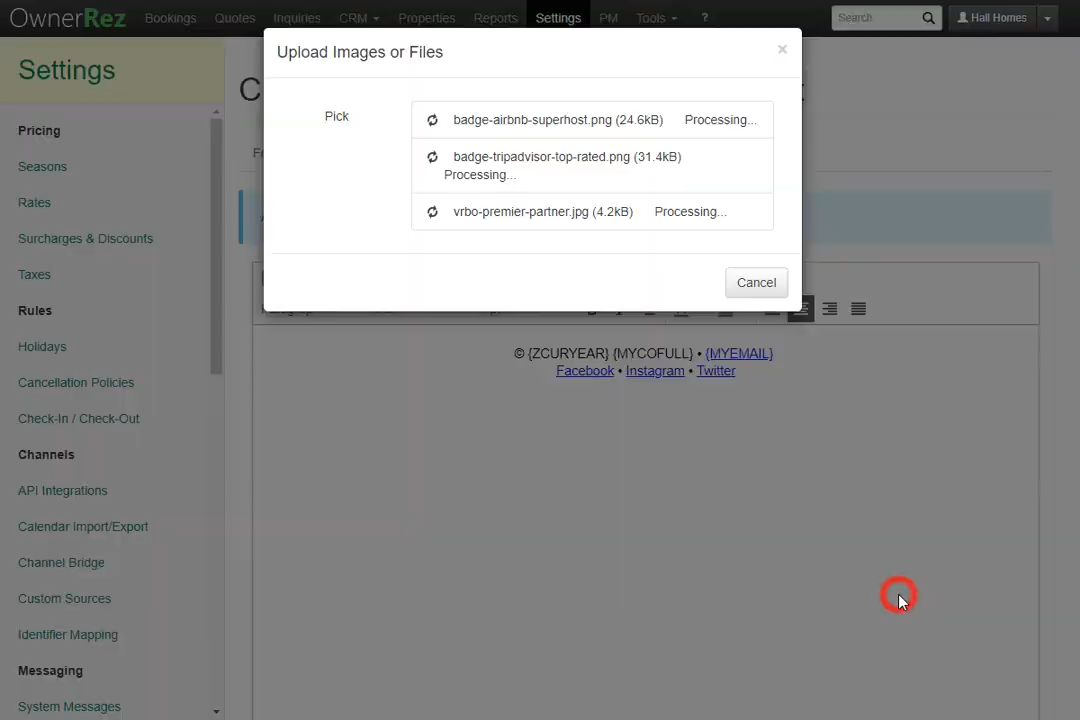 OwnerRez Bookings Quotes Inquiries CRM Properties Reports Settings PM Tools ? Search Hall Homes
Upload Images or Files ×
Settings
Pricing
Seasons
Rates
Surcharges & Discounts
Taxes
Rules
Holidays
Cancellation Policies
Check-In / Check-Out
Channels
API Integrations
Calendar Import/Export
Channel Bridge
Custom Sources
Identifier Mapping
Messaging
System Messages
Pick
badge-airbnb-superhost.png (24.6kB) Processing...
badge-tripadvisor-top-rated.png (31.4kB)
Processing...
vrbo-premier-partner.jpg (4.2kB) Processing...
Cancel
© {ZCURYEAR} {MYCOFULL} • {MYEMAIL}
Facebook • Instagram • Twitter